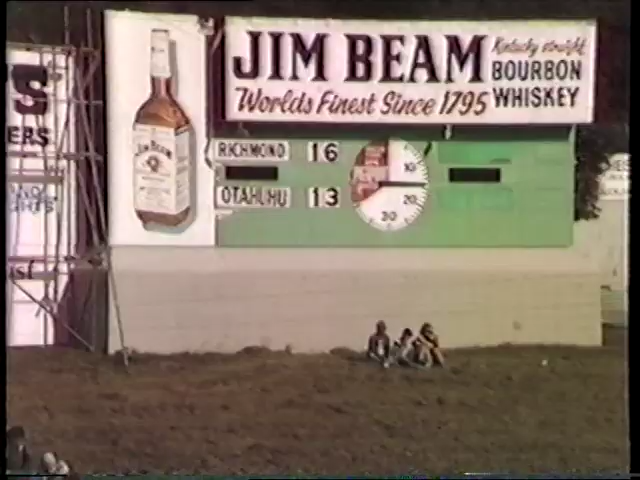 JIM BEAM
Kentucky straight
BOURBON
WHISKEY
Worlds Finest Since 1795
JIM BEAM
RICHMOND 16
OTAHUHU 13
10
20
30
S
ERS